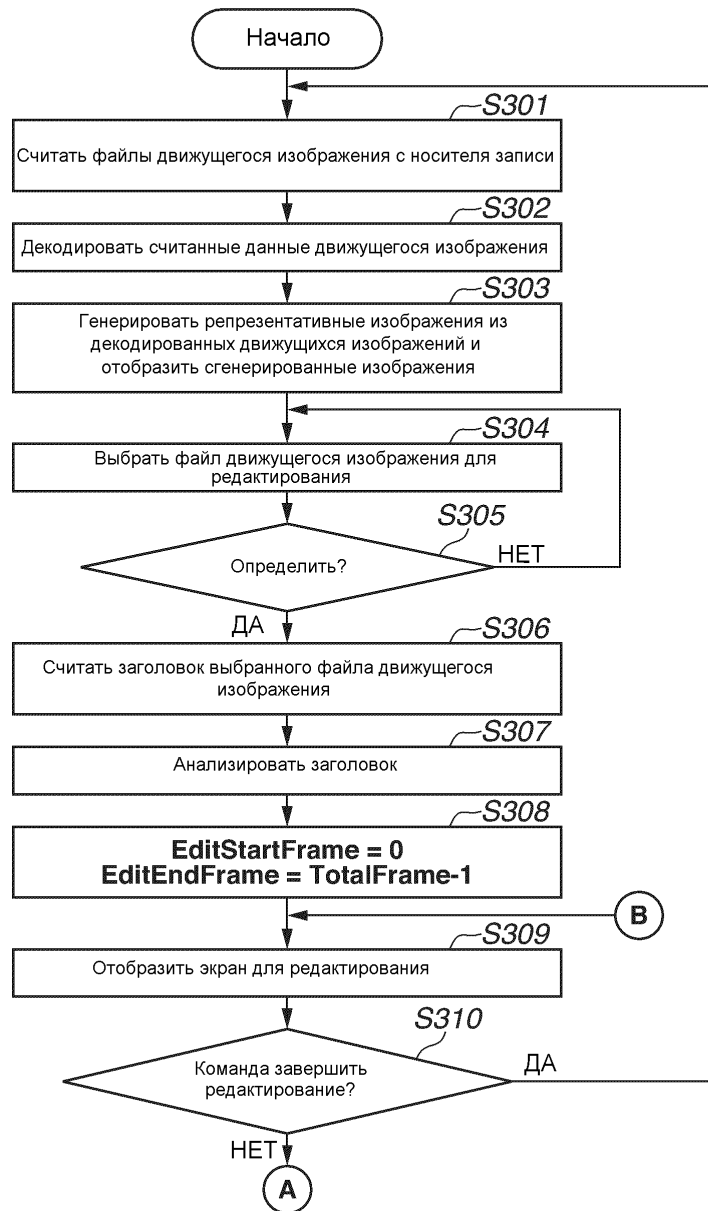 Начало
S301
Считать файлы движущегося изображения с носителя записи
S302
Декодировать считанные данные движущегося изображения
S303
Генерировать репрезентативные изображения из
декодированных движущихся изображений и
отобразить сгенерированные изображения
S304
Выбрать файл движущегося изображения для
редактирования
S305
Определить?
НЕТ
ДА
S306
Считать заголовок выбранного файла движущегося
изображения
S307
Анализировать заголовок
S308
EditStartFrame = 0
EditEndFrame = TotalFrame-1
B
S309
Отобразить экран для редактирования
S310
Команда завершить
редактирование?
ДА
НЕТ
A